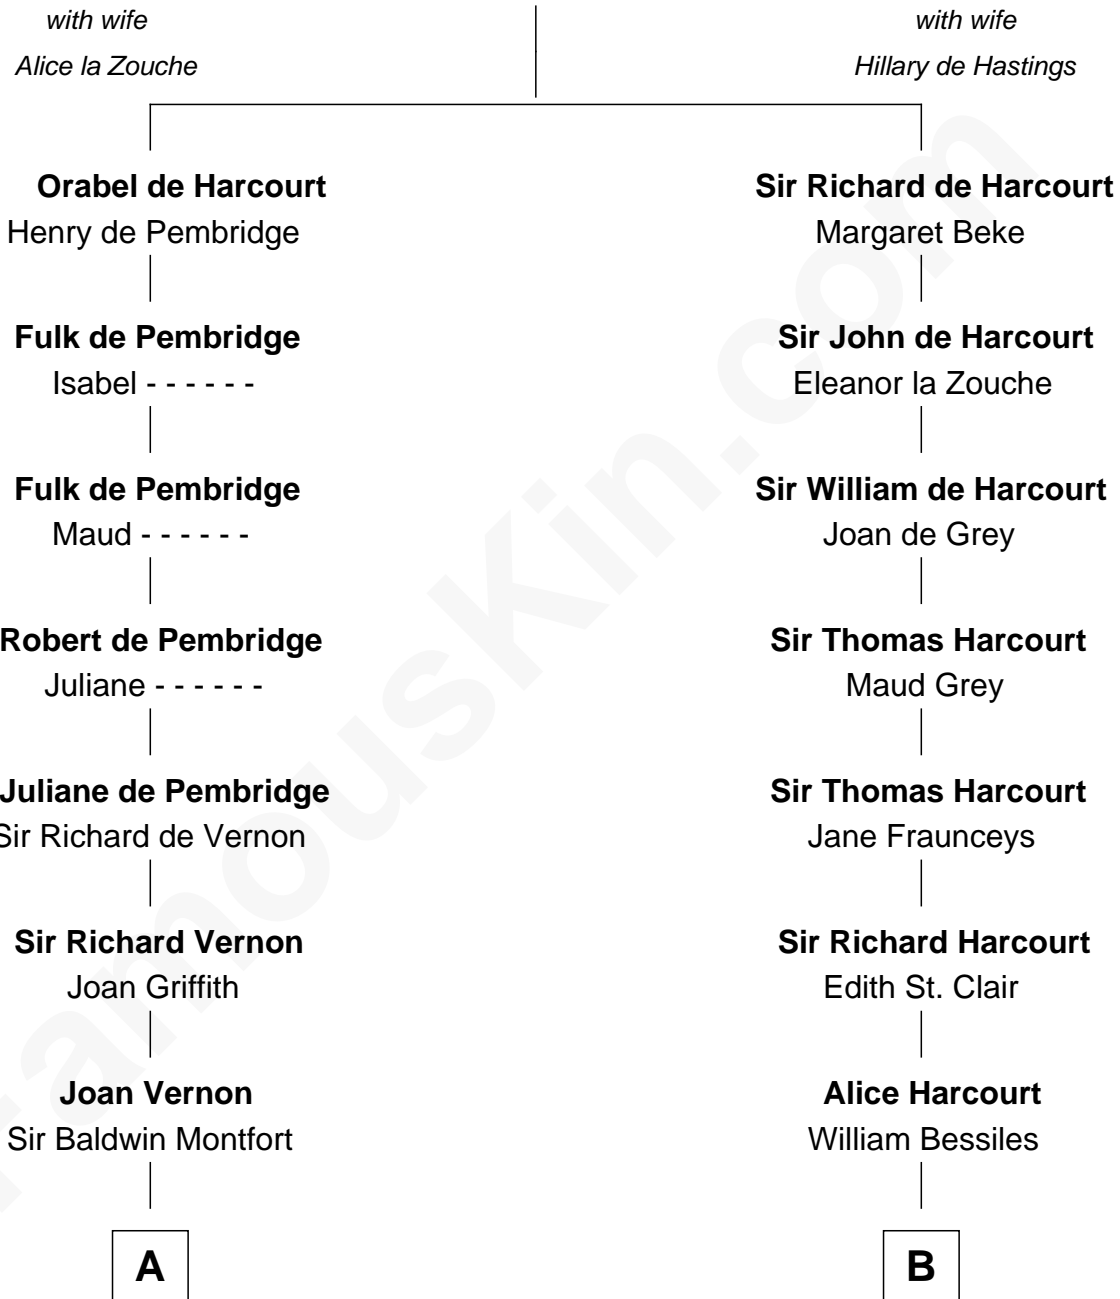 with wife
Alice la Zouche
with wife
Hillary de Hastings
Orabel de Harcourt
Henry de Pembridge
Sir Richard de Harcourt
Margaret Beke
Fulk de Pembridge
Isabel - - - - - -
Sir John de Harcourt
Eleanor la Zouche
Fulk de Pembridge
Maud - - - - - -
Sir William de Harcourt
Joan de Grey
Robert de Pembridge
Juliane - - - - - -
Sir Thomas Harcourt
Maud Grey
Juliane de Pembridge
Sir Richard de Vernon
Sir Thomas Harcourt
Jane Fraunceys
Sir Richard Vernon
Joan Griffith
Sir Richard Harcourt
Edith St. Clair
Joan Vernon
Sir Baldwin Montfort
Alice Harcourt
William Bessiles
A
B
FamousKin.com